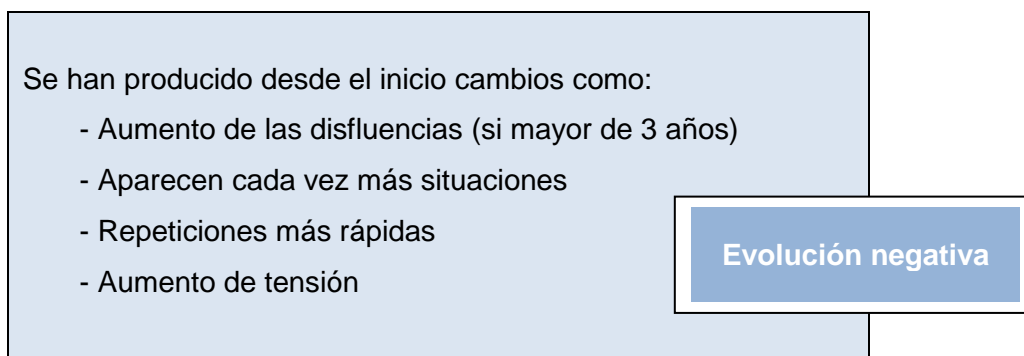 Se han producido desde el inicio cambios como:
- Aumento de las disfluencias (si mayor de 3 años)
- Aparecen cada vez más situaciones
- Repeticiones más rápidas
- Aumento de tensión
Evolución negativa